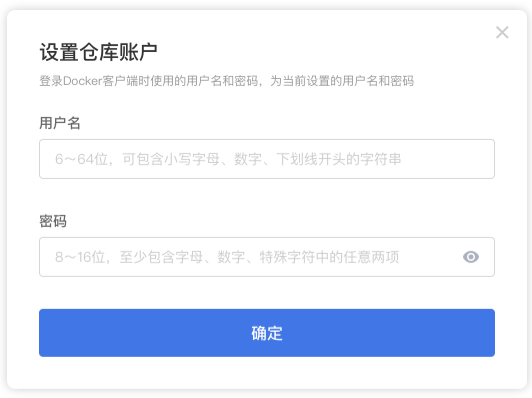 设置仓库账户
登录Docker客户端时使用的用户名和密码，为当前设置的用户名和密码
用户名
6～64位，可包含小写字母、数字、下划线开头的字符串
密码
8～16位，至少包含字母、数字、特殊字符中的任意两项
确定